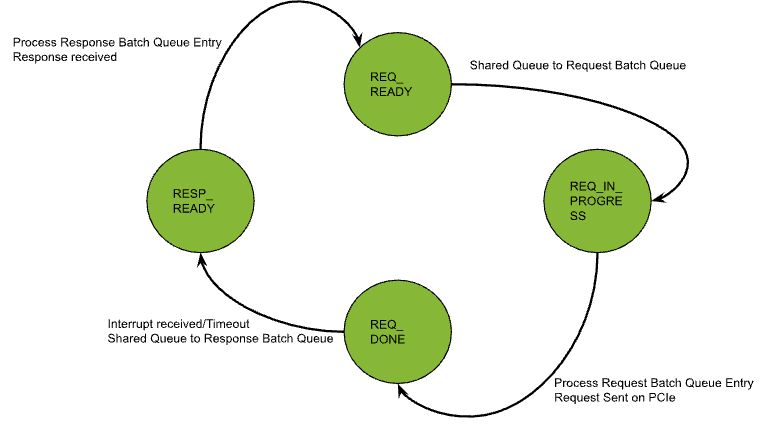 Process Response Batch Queue Entry
Response received
REQ_
READY
Shared Queue to Request Batch Queue
RESP_
READY
REQ_IN_
PROGRE
SS
Interrupt received/Timeout
Shared Queue to Response Batch Queue
REQ_
DONE
Process Request Batch Queue Entry
Request Sent on PCIe